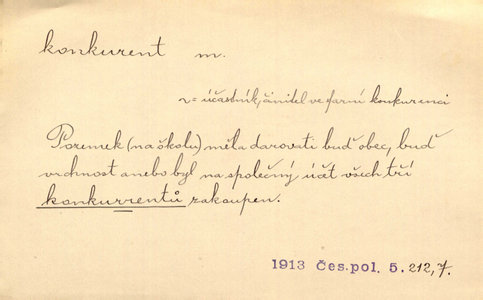 konkurent m.
v= účastník, činitel ve farní konkurenci
Pozemek (na školu) měla darovati buď obec, buď
vrchnost anebo byl na společný účet všech tří
konkurrentů zakoupen.
1913 Čes. pol. 5. 212, 7.